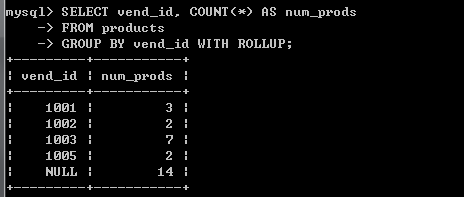 mysql> SELECT vend_id, COUNT(*) AS num_prods
    -> FROM products
    -> GROUP BY vend_id WITH ROLLUP;
+---------+-----------+
| vend_id | num_prods |
+---------+-----------+
|    1001 |         3 |
|    1002 |         2 |
|    1003 |         7 |
|    1005 |         2 |
|    NULL |        14 |
+---------+-----------+